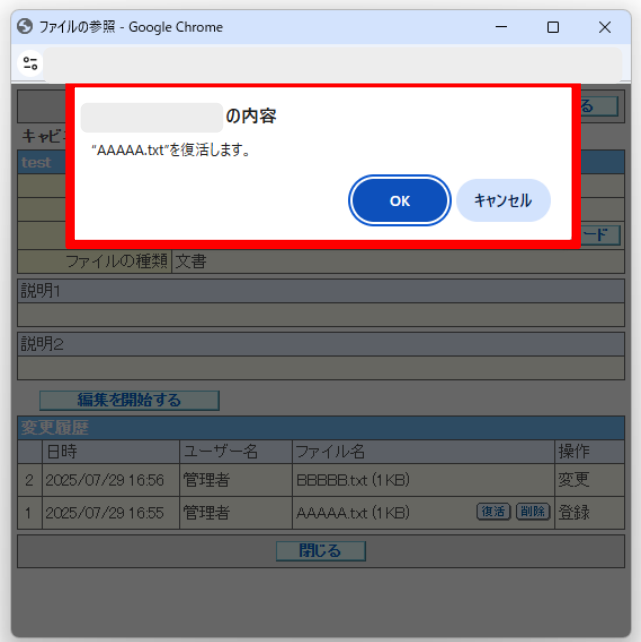 ファイルの参照 - Google Chrome
の内容
"AAAAA.txt"を復活します。
OK キャンセル
る
キャビ
test
ード
ファイルの種類 文書
説明1
説明2
編集を開始する
変更履歴
日時 ユーザー名 ファイル名 操作
2 2025/07/29 16:56 管理者 BBBBB.txt (1 KB) 変更
1 2025/07/29 16:55 管理者 AAAAA.txt (1 KB) 復活 削除 登録
閉じる